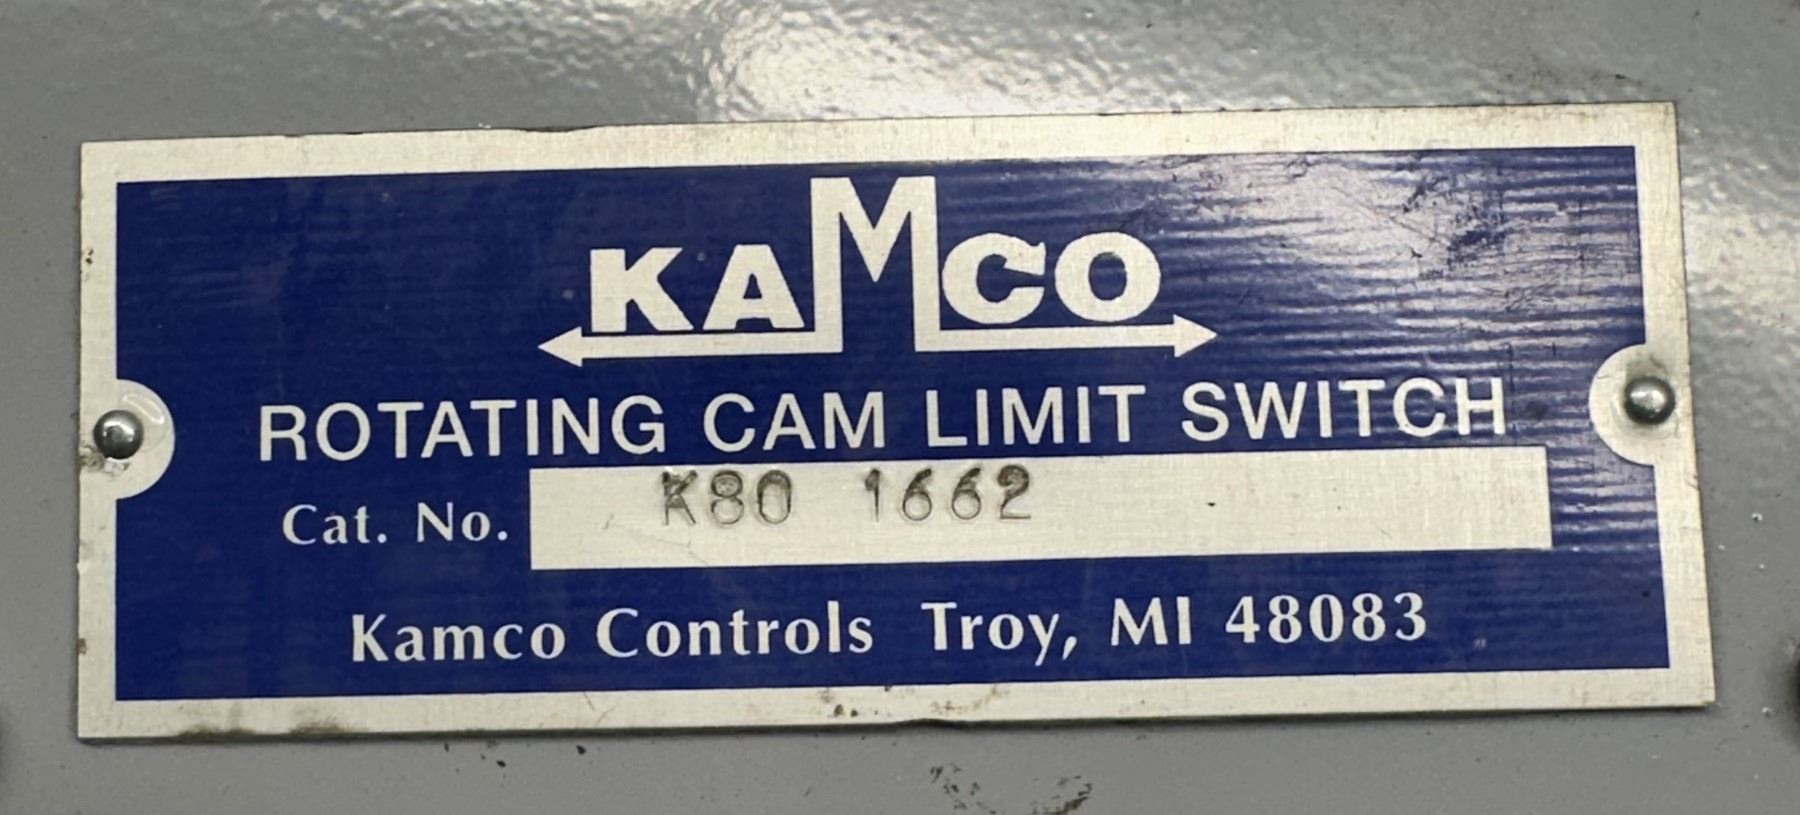 KAMCO
ROTATING CAM LIMIT SWITCH
Cat. No. K80 1662
Kamco Controls Troy, MI 48083